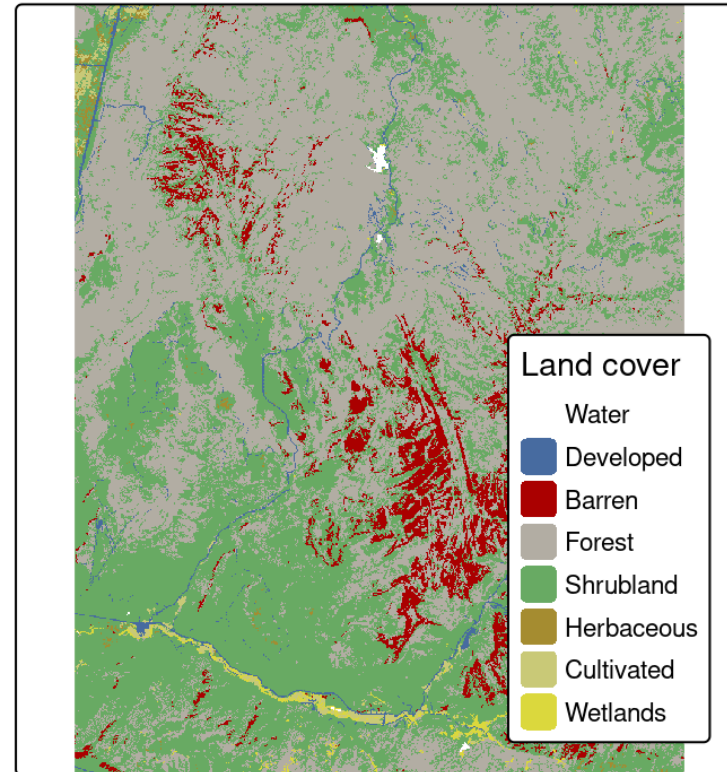 Land cover
Water
Developed
Barren
Forest
Shrubland
Herbaceous
Cultivated
Wetlands